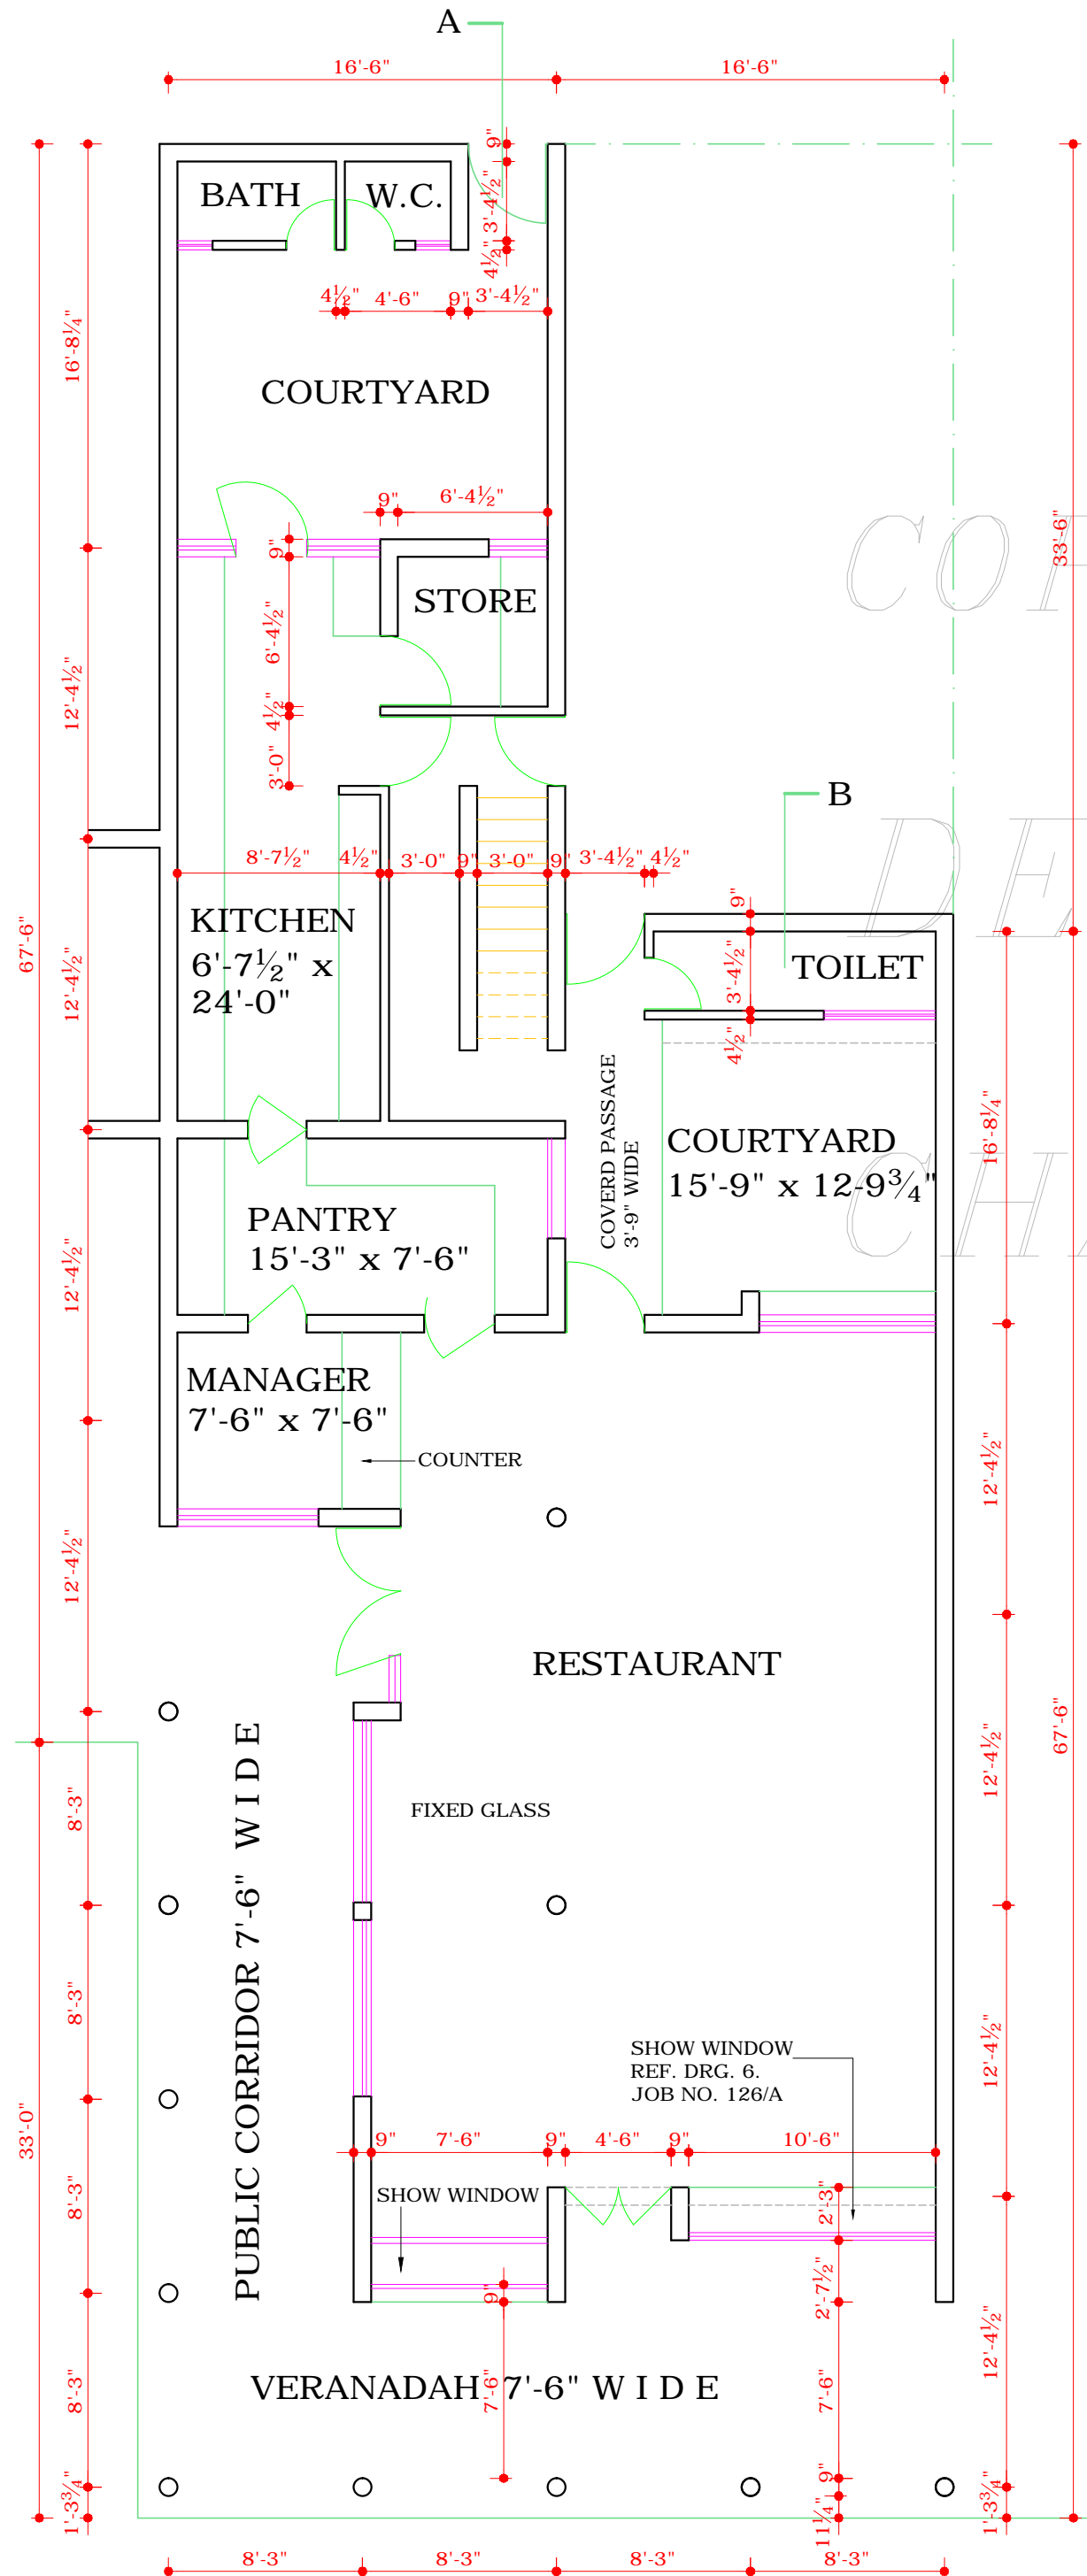 A
16'-6" 16'-6"
9"
BATH W.C.
3'-4½"
4½"
4½" 4'-6" 9" 3'-4½"
16'-8¼"
COURTYARD
9" 6'-4½"
33'-6"
9"
STORE
6'-4½"
12'-4½"
4½"
3'-0"
B
8'-7½" 4½" 3'-0" 9" 3'-0" 9" 3'-4½" 4½"
67'-6"
KITCHEN
6'-7½" x
24'-0"
12'-4½"
9"
TOILET
3'-4½"
4½"
COVERD PASSAGE
3'-9" WIDE
COURTYARD
15'-9" x 12-9¾"
16'-8¼"
PANTRY
15'-3" x 7'-6"
12'-4½"
MANAGER
7'-6" x 7'-6"
COUNTER
12'-4½"
12'-4½"
RESTAURANT
12'-4½"
67'-6"
8'-3"
FIXED GLASS
PUBLIC CORRIDOR 7'-6" W I D E
8'-3"
SHOW WINDOW
REF. DRG. 6.
JOB NO. 126/A
12'-4½"
33'-0"
9" 7'-6" 9" 4'-6" 9" 10'-6"
8'-3"
SHOW WINDOW
2'-3"
9"
2'-7½"
12'-4½"
8'-3"
VERANADAH 7'-6" W I D E
7'-6"
7'-6"
9"
1'-3¾"
11¼"
1'-3¾"
8'-3" 8'-3" 8'-3" 8'-3"